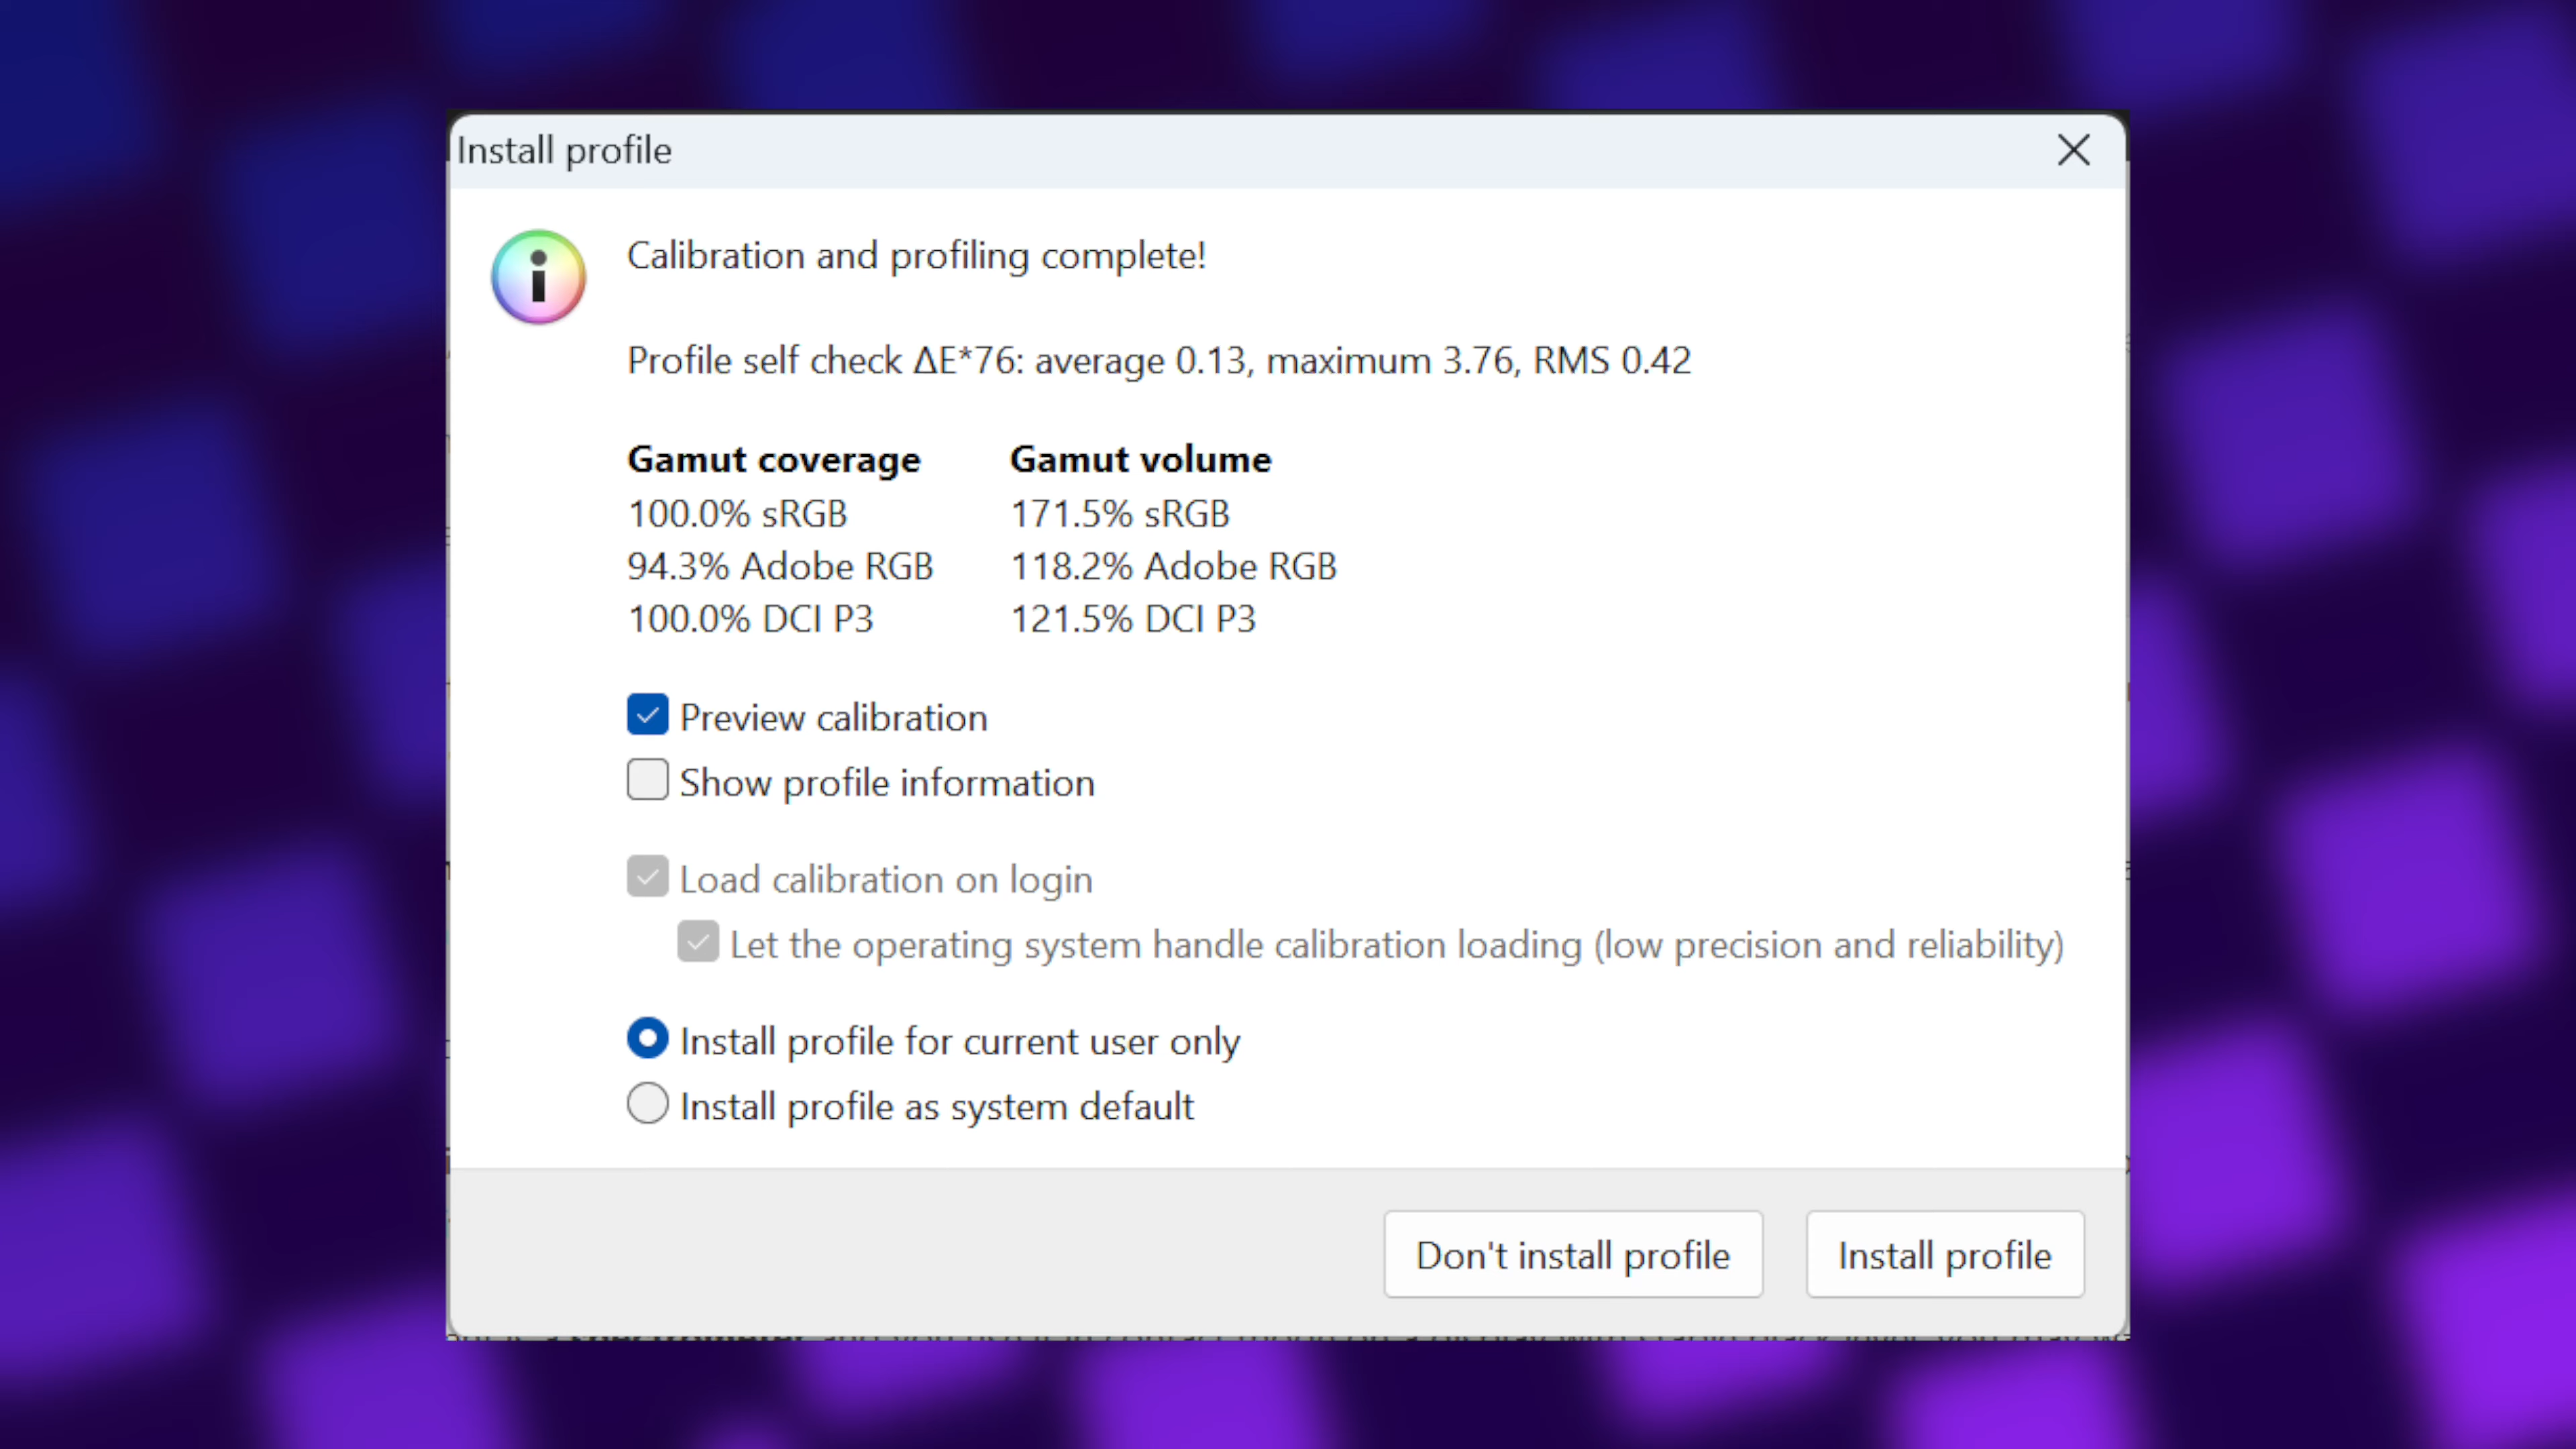 Install profile
Calibration and profiling complete!
Profile self check ΔE*76: average 0.13, maximum 3.76, RMS 0.42
Gamut coverage Gamut volume
100.0% sRGB 171.5% sRGB
94.3% Adobe RGB 118.2% Adobe RGB
100.0% DCI P3 121.5% DCI P3
Preview calibration
Show profile information
Load calibration on login
Let the operating system handle calibration loading (low precision and reliability)
Install profile for current user only
Install profile as system default
Don't install profile Install profile